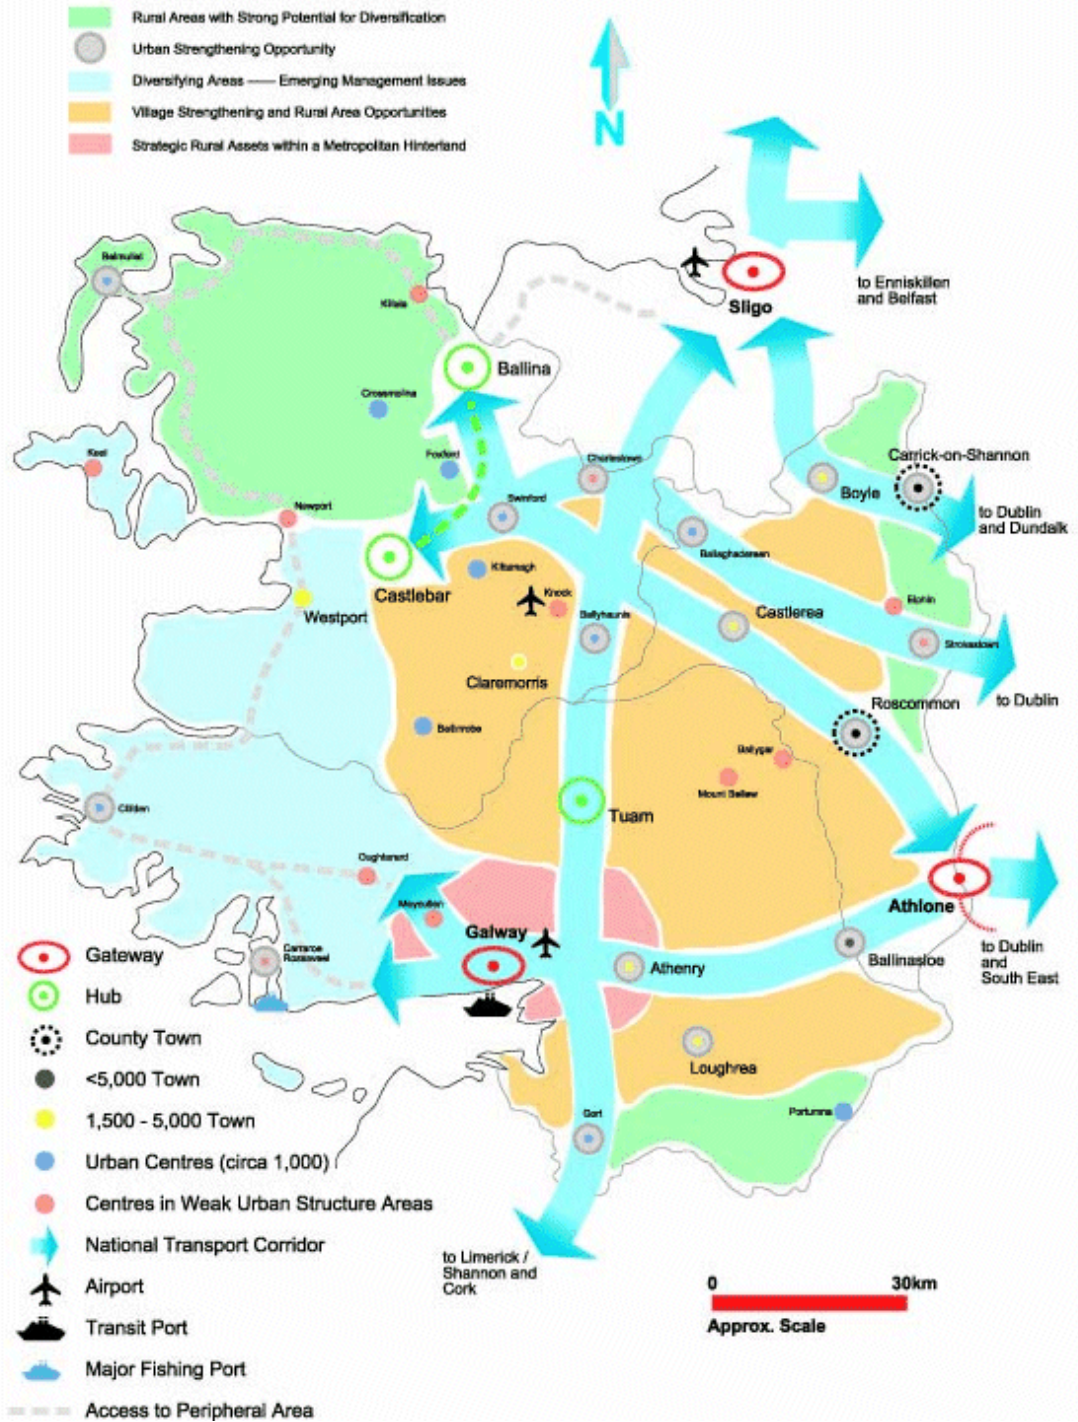 Rural Areas with Strong Potential for Diversification
Urban Strengthening Opportunity
Diversifying Areas —— Emerging Management Issues
Village Strengthening and Rural Area Opportunities
Strategic Rural Assets within a Metropolitan Hinterland
N
to Enniskillen
and Belfast
Sligo
Belmullet
Killala
Ballina
Crossmolina
Foxford
Keel
Charlestown
Carrick-on-Shannon
Boyle
Swinford
Newport
to Dublin
and Dundalk
Ballaghadereen
Castlebar
Kiltamagh
Knock
Westport
Ballyhaunis
Castlerea
Elphin
Strokestown
Claremorris
to Dublin
Roscommon
Ballinrobe
Ballygar
Mount Bellew
Clifden
Tuam
Oughterard
Moycullen
Athlone
Galway
Carraroe
Rossaveel
Athenry
Ballinasloe
to Dublin
and
South East
Loughrea
Gort
Portumna
to Limerick /
Shannon and
Cork
Gateway
Hub
County Town
<5,000 Town
1,500 - 5,000 Town
Urban Centres (circa 1,000)
Centres in Weak Urban Structure Areas
National Transport Corridor
Airport
Transit Port
Major Fishing Port
Access to Peripheral Area
0 30km
Approx. Scale